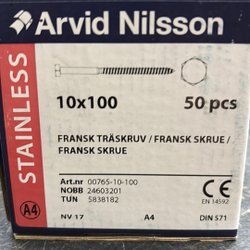 Arvid Nilsson
STAINLESS
A4
10x100 50 pcs
FRANSK TRÄSKRUV / FRANSK SKRUE /
FRANSK SKRUE
Art.nr 00765-10-100
NOBB 24603201
TUN 5838182
CE
EN 14592
NV 17 A4 DIN 571